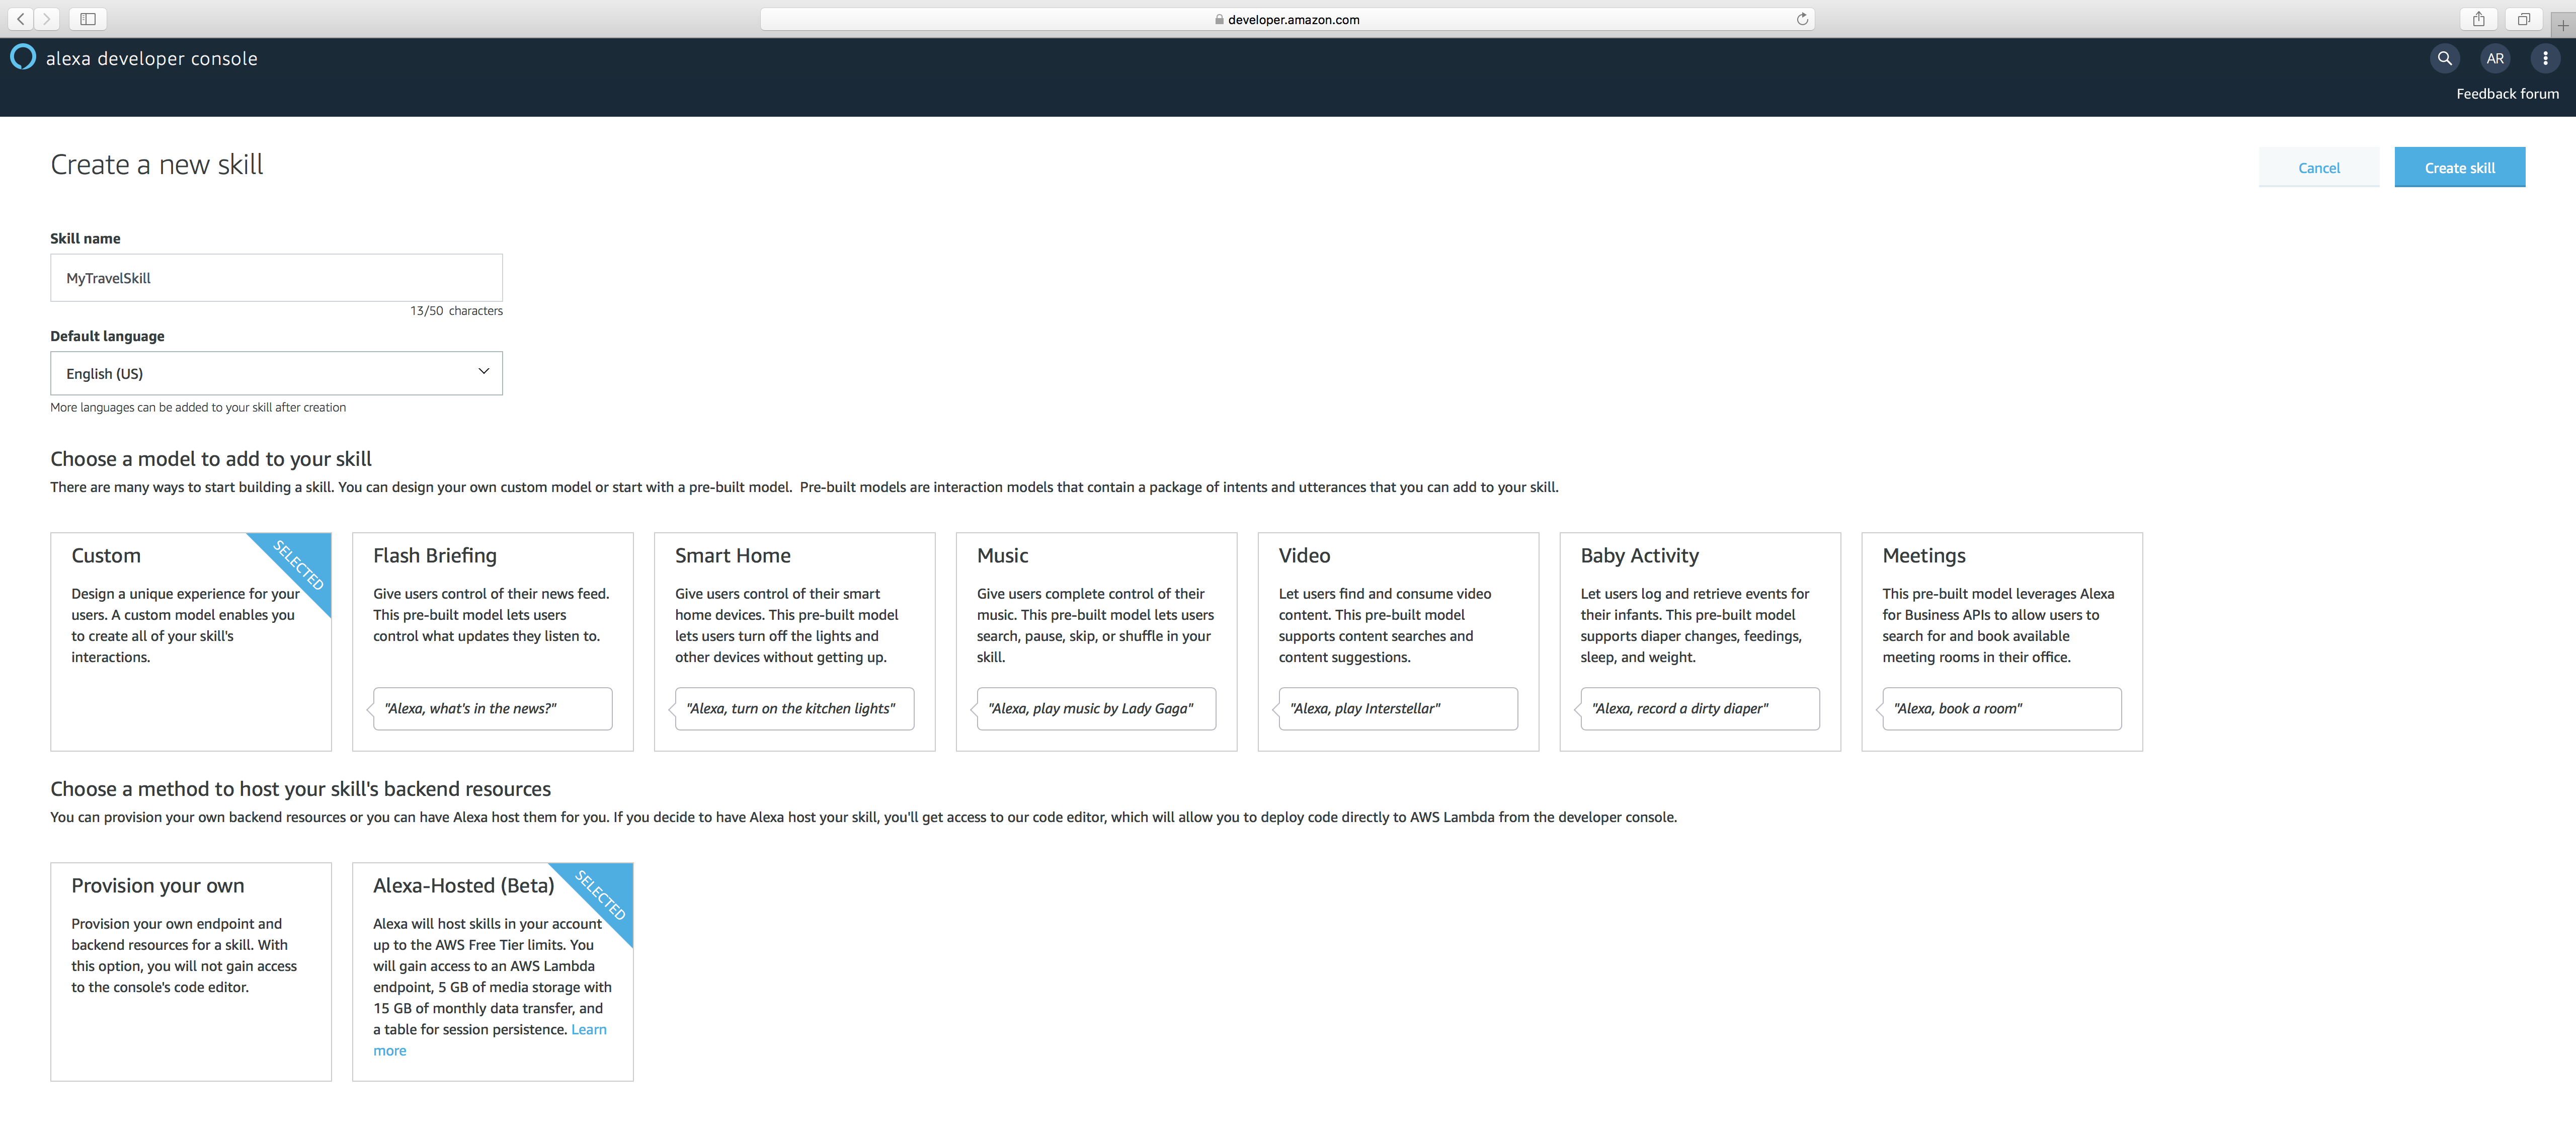 developer.amazon.com
alexa developer console
AR
Feedback forum
Create a new skill
Cancel
Create skill
Skill name
MyTravelSkill
13/50 characters
Default language
English (US)
More languages can be added to your skill after creation
Choose a model to add to your skill
There are many ways to start building a skill. You can design your own custom model or start with a pre-built model. Pre-built models are interaction models that contain a package of intents and utterances that you can add to your skill.
Custom
SELECTED
Design a unique experience for your
users. A custom model enables you
to create all of your skill's
interactions.
Flash Briefing
Give users control of their news feed.
This pre-built model lets users
control what updates they listen to.
"Alexa, what's in the news?"
Smart Home
Give users control of their smart
home devices. This pre-built model
lets users turn off the lights and
other devices without getting up.
"Alexa, turn on the kitchen lights"
Music
Give users complete control of their
music. This pre-built model lets users
search, pause, skip, or shuffle in your
skill.
"Alexa, play music by Lady Gaga"
Video
Let users find and consume video
content. This pre-built model
supports content searches and
content suggestions.
"Alexa, play Interstellar"
Baby Activity
Let users log and retrieve events for
their infants. This pre-built model
supports diaper changes, feedings,
sleep, and weight.
"Alexa, record a dirty diaper"
Meetings
This pre-built model leverages Alexa
for Business APIs to allow users to
search for and book available
meeting rooms in their office.
"Alexa, book a room"
Choose a method to host your skill's backend resources
You can provision your own backend resources or you can have Alexa host them for you. If you decide to have Alexa host your skill, you'll get access to our code editor, which will allow you to deploy code directly to AWS Lambda from the developer console.
Provision your own
Provision your own endpoint and
backend resources for a skill. With
this option, you will not gain access
to the console's code editor.
Alexa-Hosted (Beta)
SELECTED
Alexa will host skills in your account
up to the AWS Free Tier limits. You
will gain access to an AWS Lambda
endpoint, 5 GB of media storage with
15 GB of monthly data transfer, and
a table for session persistence. Learn
more